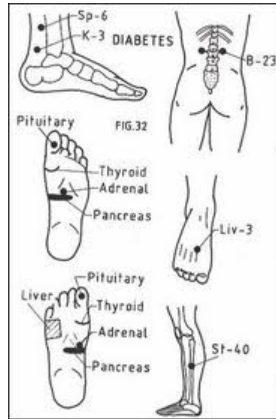 Sp-6
K-3
DIABETES
B-23
FIG.32
Pituitary
Thyroid
Adrenal
Pancreas
Liv-3
Pituitary
Liver
Thyroid
Adrenal
Pancreas
St-40